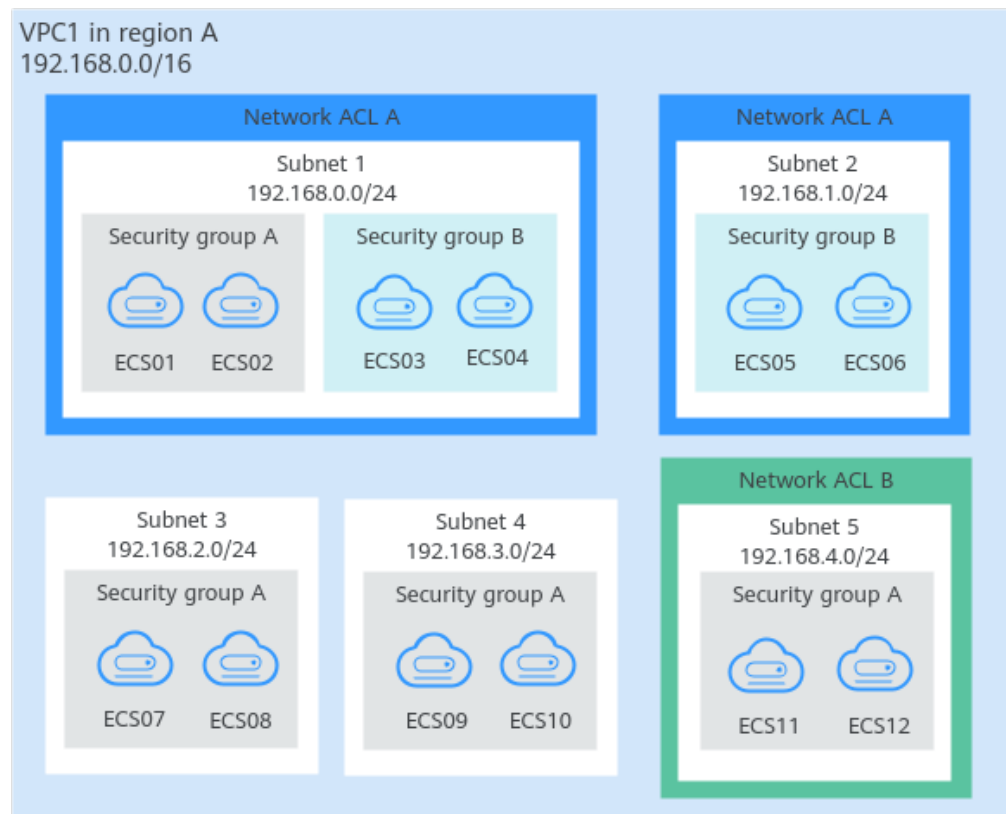 VPC1 in region A
192.168.0.0/16
Network ACL A
Subnet 1
192.168.0.0/24
Security group A
ECS01
ECS02
Security group B
ECS03
ECS04
Network ACL A
Subnet 2
192.168.1.0/24
Security group B
ECS05
ECS06
Subnet 3
192.168.2.0/24
Security group A
ECS07
ECS08
Subnet 4
192.168.3.0/24
Security group A
ECS09
ECS10
Network ACL B
Subnet 5
192.168.4.0/24
Security group A
ECS11
ECS12